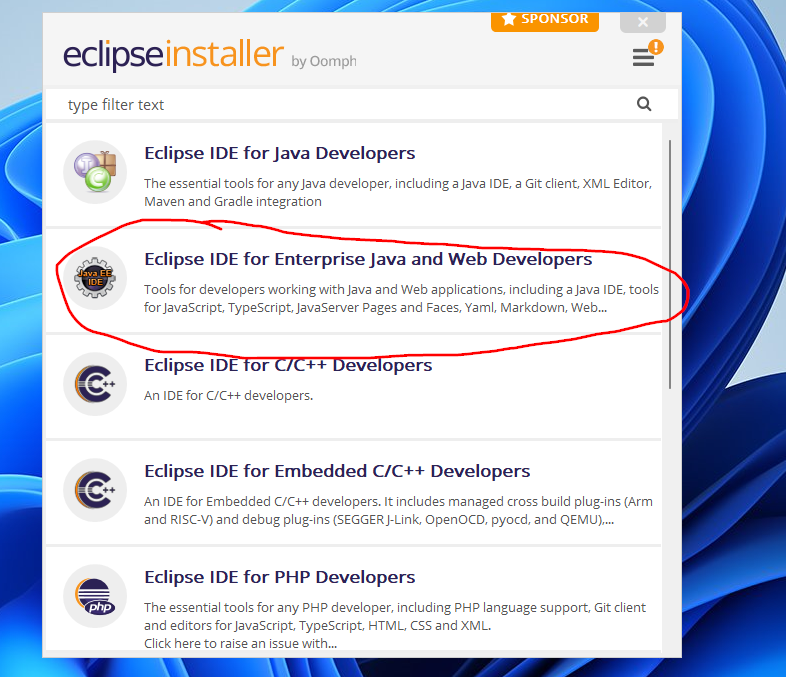 SPONSOR
eclipseinstaller by Oomph
!
type filter text
Eclipse IDE for Java Developers
The essential tools for any Java developer, including a Java IDE, a Git client, XML Editor,
Maven and Gradle integration
Java EE
IDE
Eclipse IDE for Enterprise Java and Web Developers
Tools for developers working with Java and Web applications, including a Java IDE, tools
for JavaScript, TypeScript, JavaServer Pages and Faces, Yaml, Markdown, Web...
C++
Eclipse IDE for C/C++ Developers
An IDE for C/C++ developers.
C++
Eclipse IDE for Embedded C/C++ Developers
An IDE for Embedded C/C++ developers. It includes managed cross build plug-ins (Arm
and RISC-V) and debug plug-ins (SEGGER J-Link, OpenOCD, pyocd, and QEMU),...
php
Eclipse IDE for PHP Developers
The essential tools for any PHP developer, including PHP language support, Git client
and editors for JavaScript, TypeScript, HTML, CSS and XML.
Click here to raise an issue with...